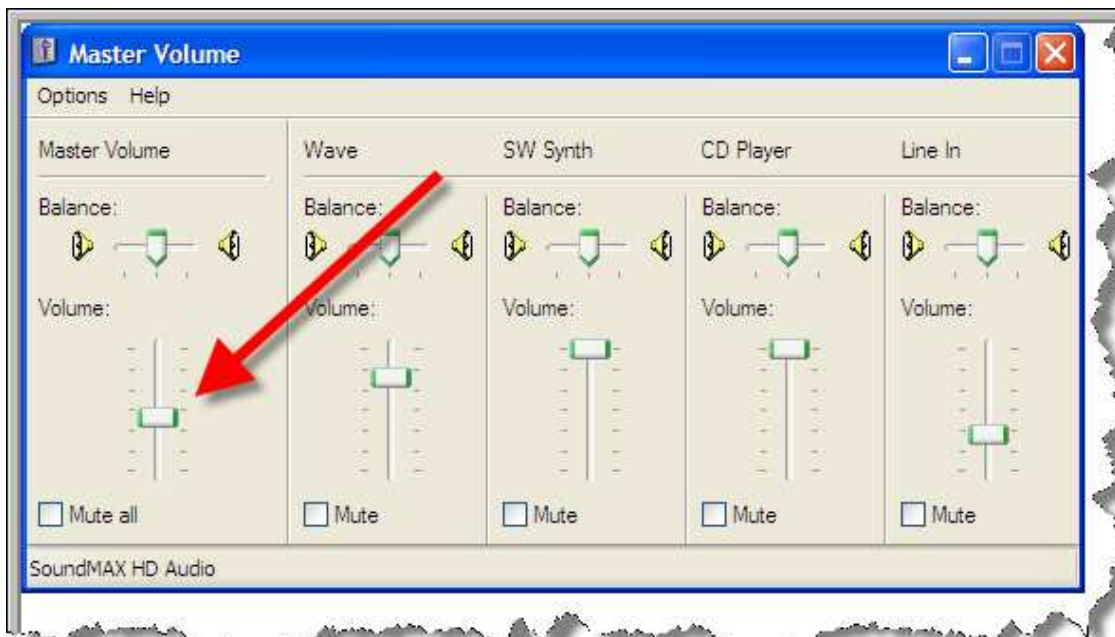 Master Volume
Options Help
Master Volume Wave SW Synth CD Player Line In
Balance: Balance: Balance: Balance: Balance:
Volume: Volume: Volume: Volume: Volume:
Mute all Mute Mute Mute Mute
SoundMAX HD Audio